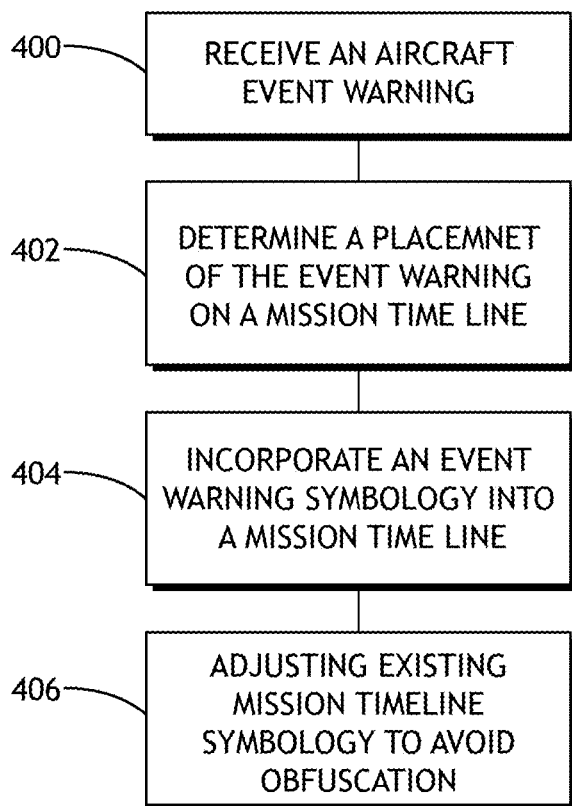 400
RECEIVE AN AIRCRAFT
EVENT WARNING
402
DETERMINE A PLACEMNET
OF THE EVENT WARNING
ON A MISSION TIME LINE
404
INCORPORATE AN EVENT
WARNING SYMBOLOGY INTO
A MISSION TIME LINE
406
ADJUSTING EXISTING
MISSION TIMELINE
SYMBOLOGY TO AVOID
OBFUSCATION